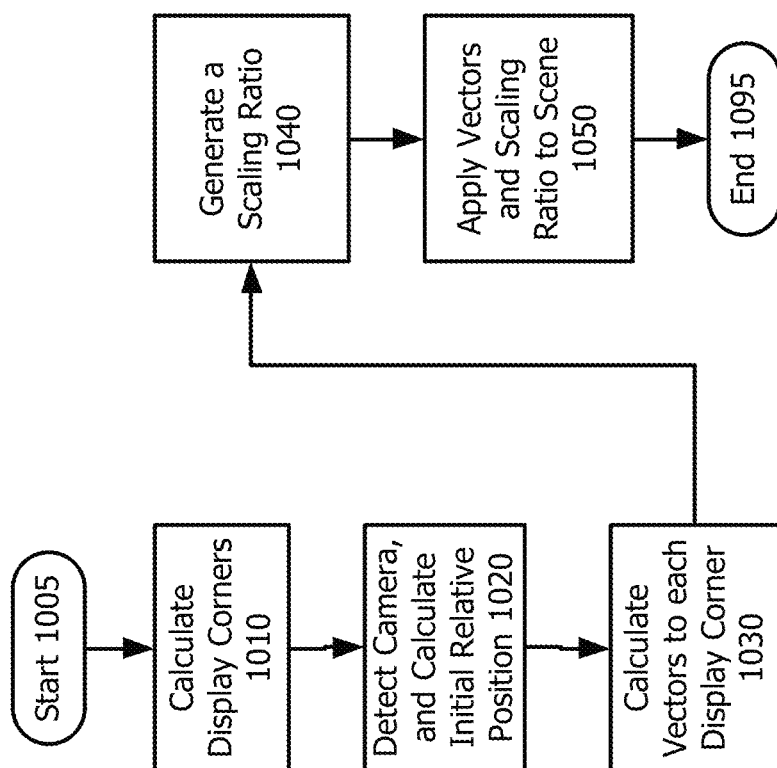 Start 1005
Calculate
Display Corners
1010
Detect Camera,
and Calculate
Initial Relative
Position 1020
Calculate
Vectors to each
Display Corner
1030
Generate a
Scaling Ratio
1040
Apply Vectors
and Scaling
Ratio to Scene
1050
End 1095